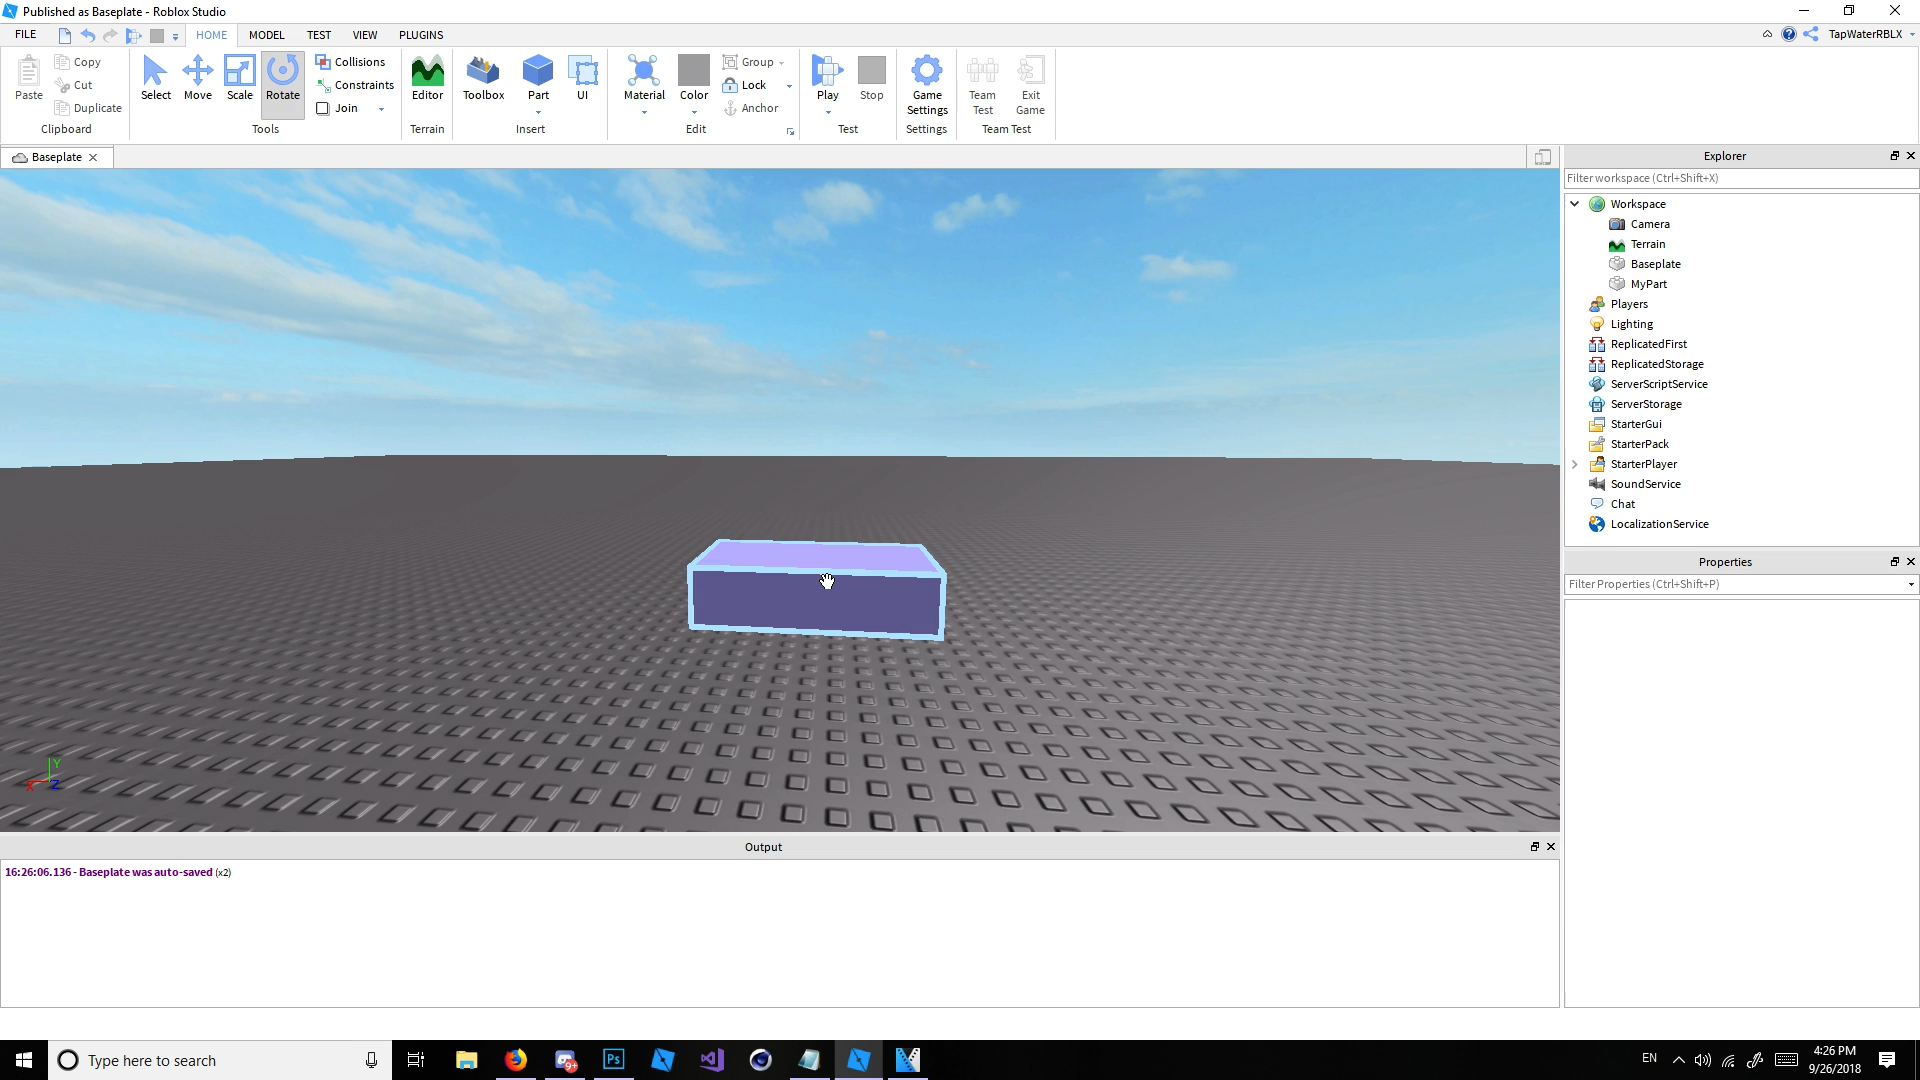 Published as Baseplate - Roblox Studio
FILE HOME MODEL TEST VIEW PLUGINS TapWaterRBLX
Paste Copy Cut Duplicate
Clipboard
Select Move Scale Rotate Collisions Constraints Join
Tools
Editor
Terrain
Toolbox Part UI
Insert
Material Color Group Lock Anchor
Edit
Play Stop
Test
Game Settings
Settings
Team Test Exit Game
Team Test
Baseplate
Explorer
Filter workspace (Ctrl+Shift+X)
Workspace
Camera
Terrain
Baseplate
MyPart
Players
Lighting
ReplicatedFirst
ReplicatedStorage
ServerScriptService
ServerStorage
StarterGui
StarterPack
StarterPlayer
SoundService
Chat
LocalizationService
Properties
Filter Properties (Ctrl+Shift+P)
Y
X Z
Output
16:26:06.136 - Baseplate was auto-saved (x2)
Type here to search
9+
Ps
EN
4:26 PM
9/26/2018